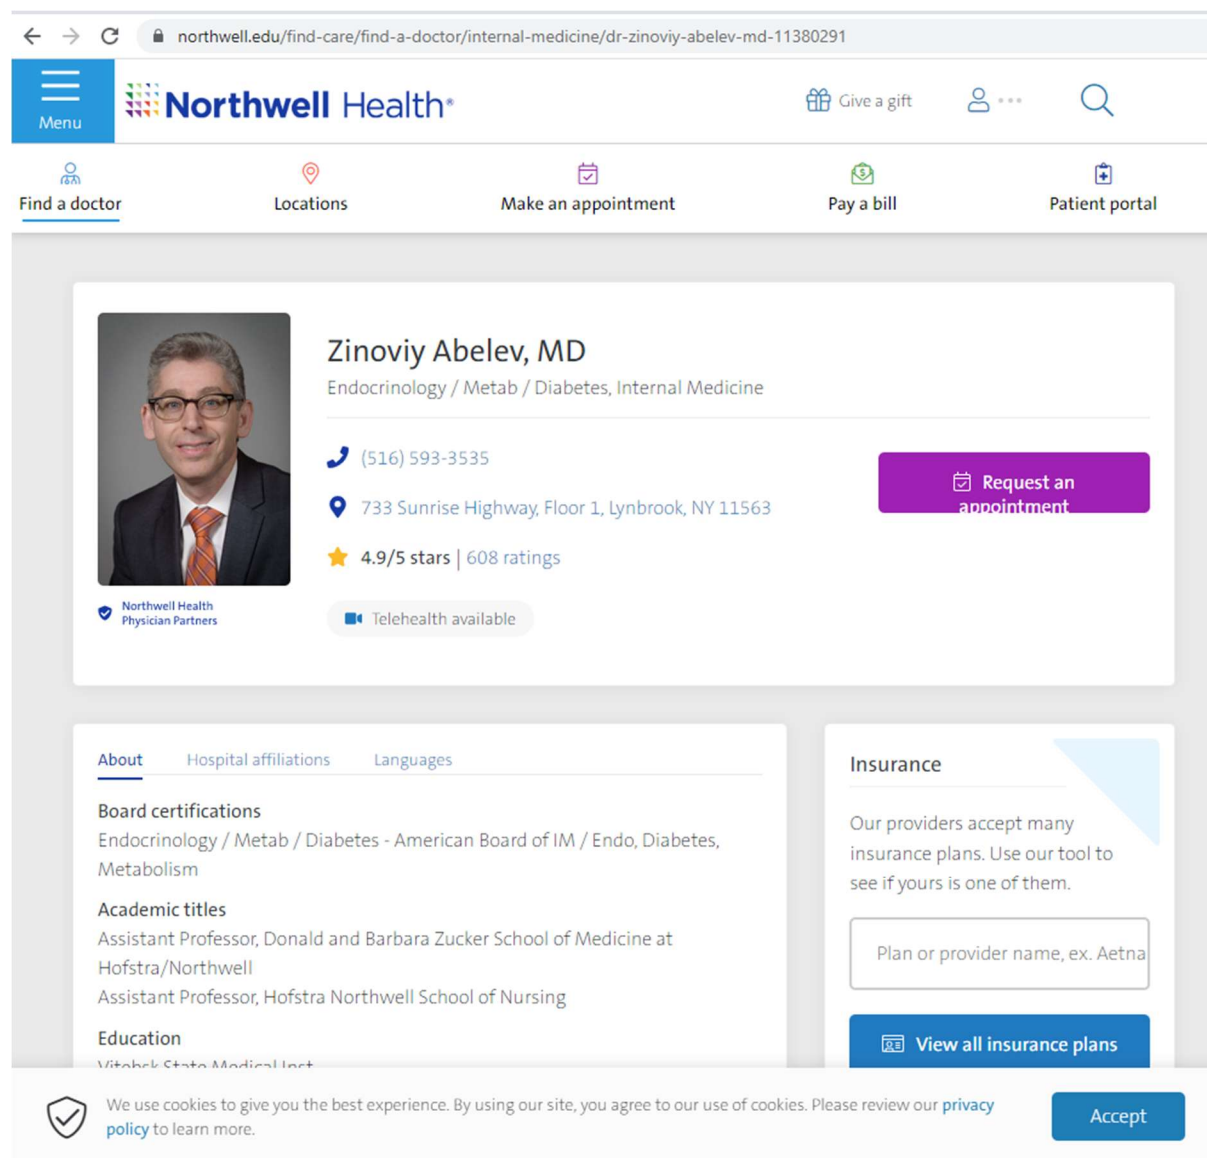 northwell.edu/find-care/find-a-doctor/internal-medicine/dr-zinoviy-abelev-md-11380291
Menu
Northwell Health®
Give a gift
Find a doctor
Locations
Make an appointment
Pay a bill
Patient portal
Zinoviy Abelev, MD
Endocrinology / Metab / Diabetes, Internal Medicine
(516) 593-3535
733 Sunrise Highway, Floor 1, Lynbrook, NY 11563
4.9/5 stars | 608 ratings
Telehealth available
Request an
appointment
Northwell Health
Physician Partners
About Hospital affiliations Languages
Board certifications
Endocrinology / Metab / Diabetes - American Board of IM / Endo, Diabetes,
Metabolism
Academic titles
Assistant Professor, Donald and Barbara Zucker School of Medicine at
Hofstra/Northwell
Assistant Professor, Hofstra Northwell School of Nursing
Education
Vitebsk State Medical Inst
Insurance
Our providers accept many
insurance plans. Use our tool to
see if yours is one of them.
Plan or provider name, ex. Aetna
View all insurance plans
We use cookies to give you the best experience. By using our site, you agree to our use of cookies. Please review our privacy
policy to learn more.
Accept